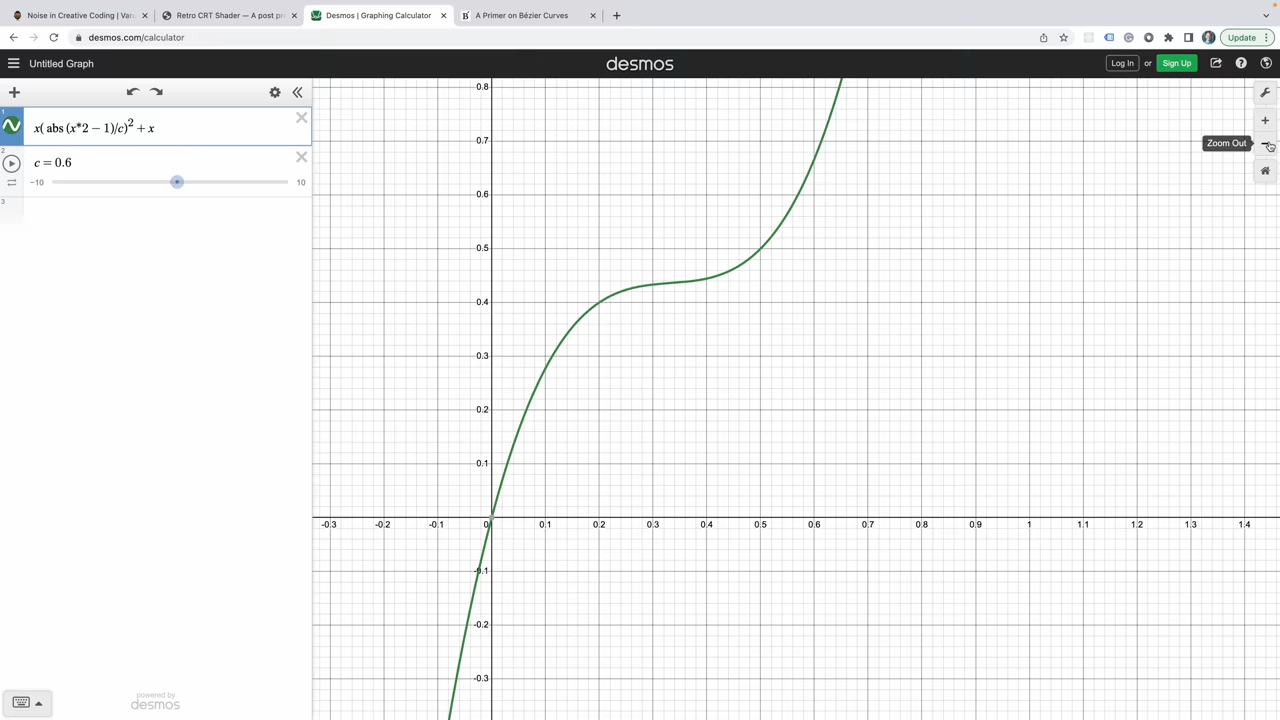 Noise in Creative Coding | Varu
Retro CRT Shader — A post pr
Desmos | Graphing Calculator
A Primer on Bézier Curves
desmos.com/calculator
Update
Untitled Graph
desmos
Log In or Sign Up
1
x( abs (x*2 − 1)/c)² + x
2
c = 0.6
−10
10
3
Zoom Out
0.8
0.7
0.6
0.5
0.4
0.3
0.2
0.1
-0.3 -0.2 -0.1 0 0.1 0.2 0.3 0.4 0.5 0.6 0.7 0.8 0.9 1 1.1 1.2 1.3 1.4
-0.1
-0.2
-0.3
powered by
desmos